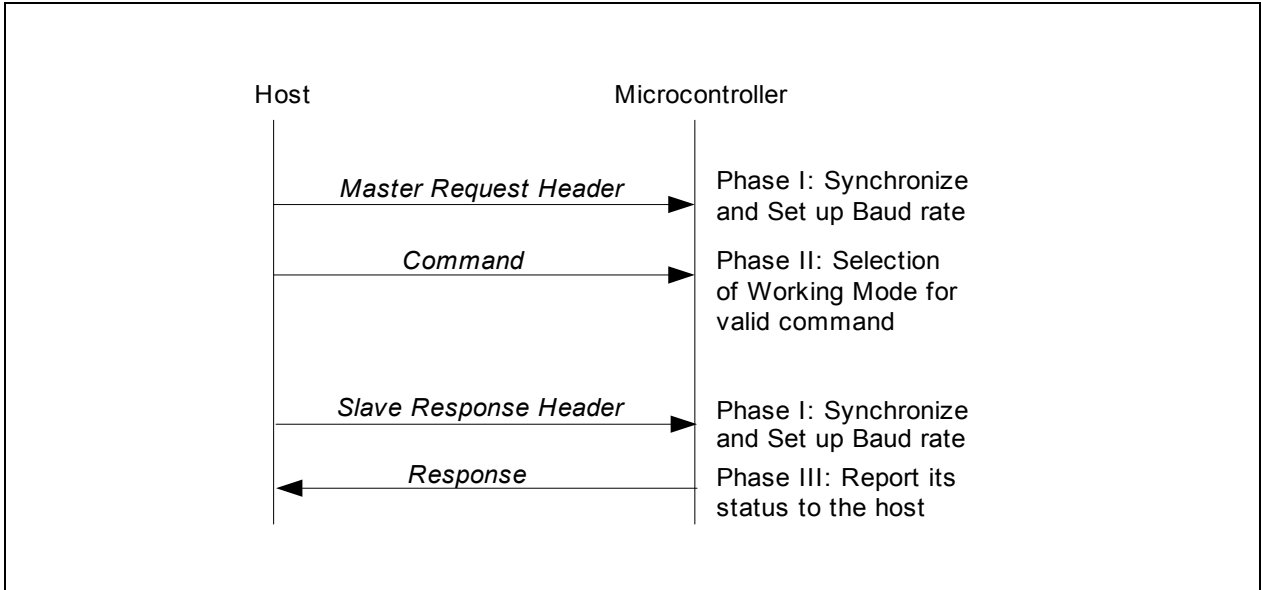 Host
Microcontroller
Master Request Header
Phase I: Synchronize
and Set up Baud rate
Command
Phase II: Selection
of Working Mode for
valid command
Slave Response Header
Phase I: Synchronize
and Set up Baud rate
Response
Phase III: Report its
status to the host